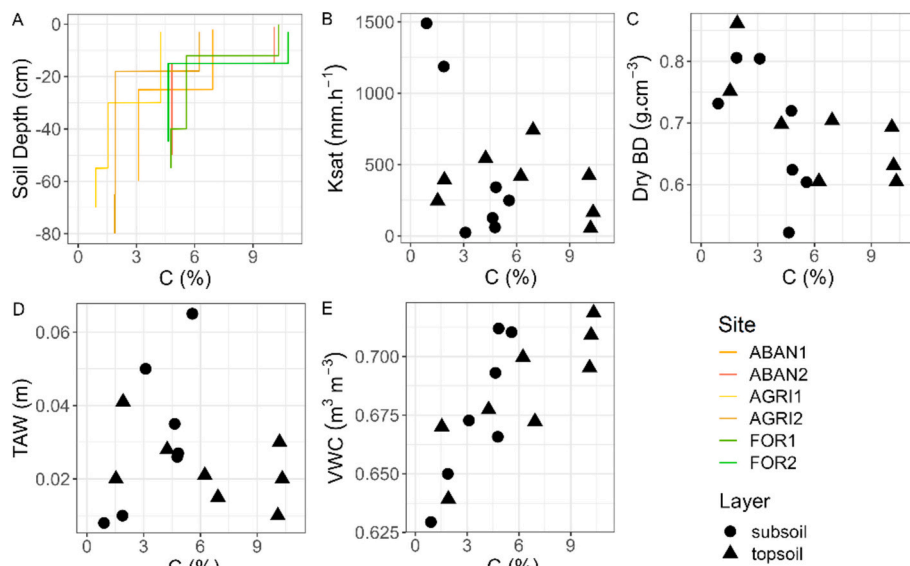 A
0
-20
-40
-60
-80
Soil Depth (cm)
0 3 6 9
C (%)
B
1500
1000
500
0
Ksat (mm.h⁻¹)
0 3 6 9
C (%)
C
0.8
0.7
0.6
Dry BD (g.cm⁻³)
0 3 6 9
C (%)
D
0.06
0.04
0.02
TAW (m)
0 3 6 9
C (%)
E
0.700
0.675
0.650
0.625
VWC (m³ m⁻³)
0 3 6 9
C (%)
Site
ABAN1
ABAN2
AGRI1
AGRI2
FOR1
FOR2
Layer
subsoil
topsoil